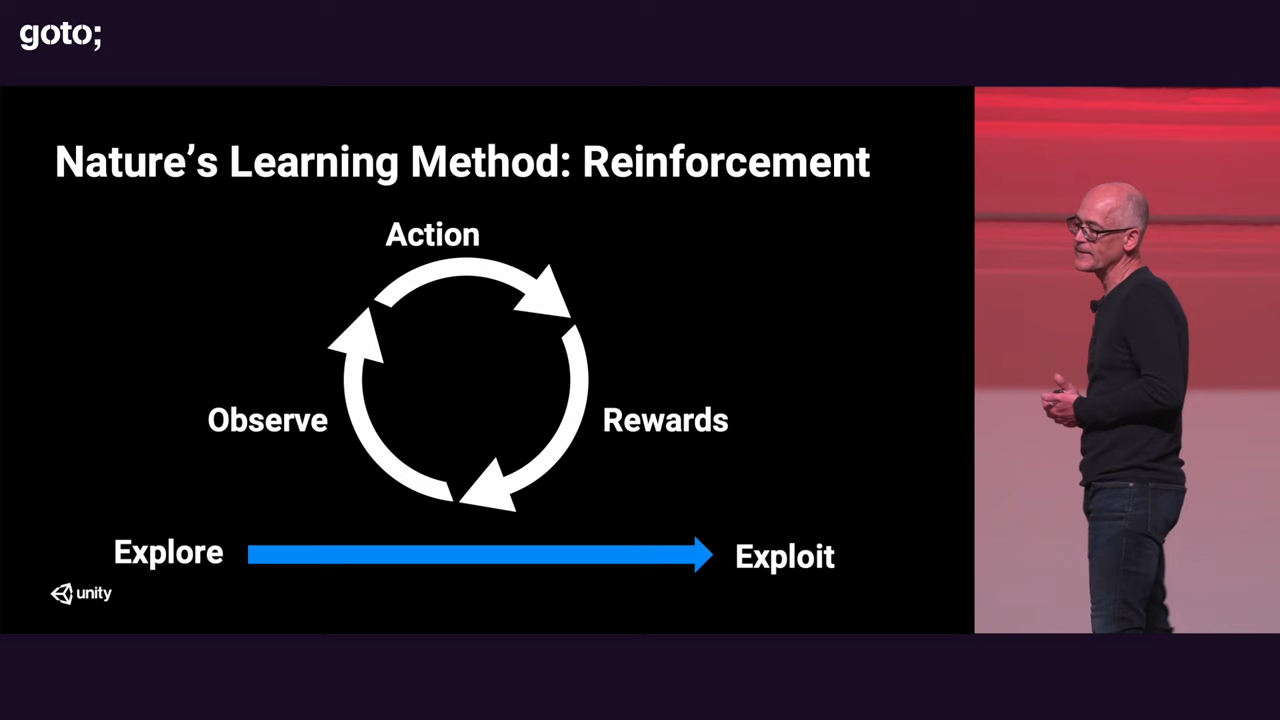 goto;
Nature’s Learning Method: Reinforcement
Action
Observe
Rewards
Explore
Exploit
unity